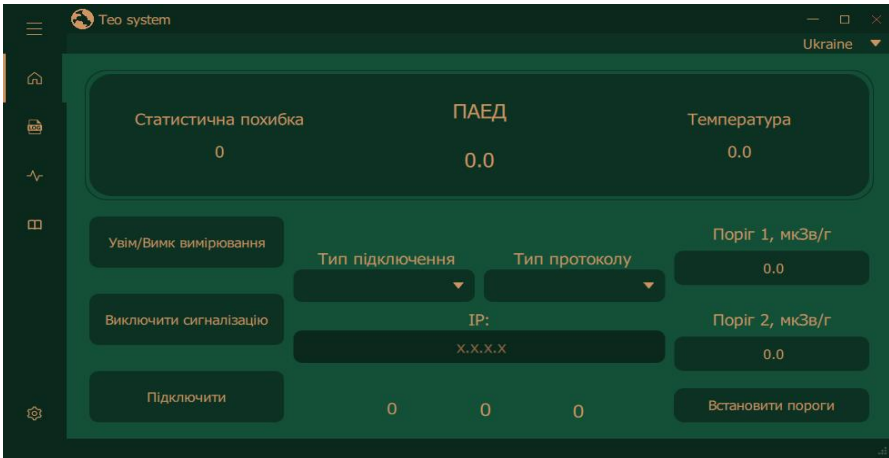 Teo system
Ukraine
LOG
Статистична похибка
ПАЕД
Температура
0
0.0
0.0
Увім/Вимк вимірювання
Тип підключення
Тип протоколу
Поріг 1, мкЗв/г
0.0
Виключити сигналізацію
IP:
x.x.x.x
Поріг 2, мкЗв/г
0.0
Підключити
0
0
0
Встановити пороги